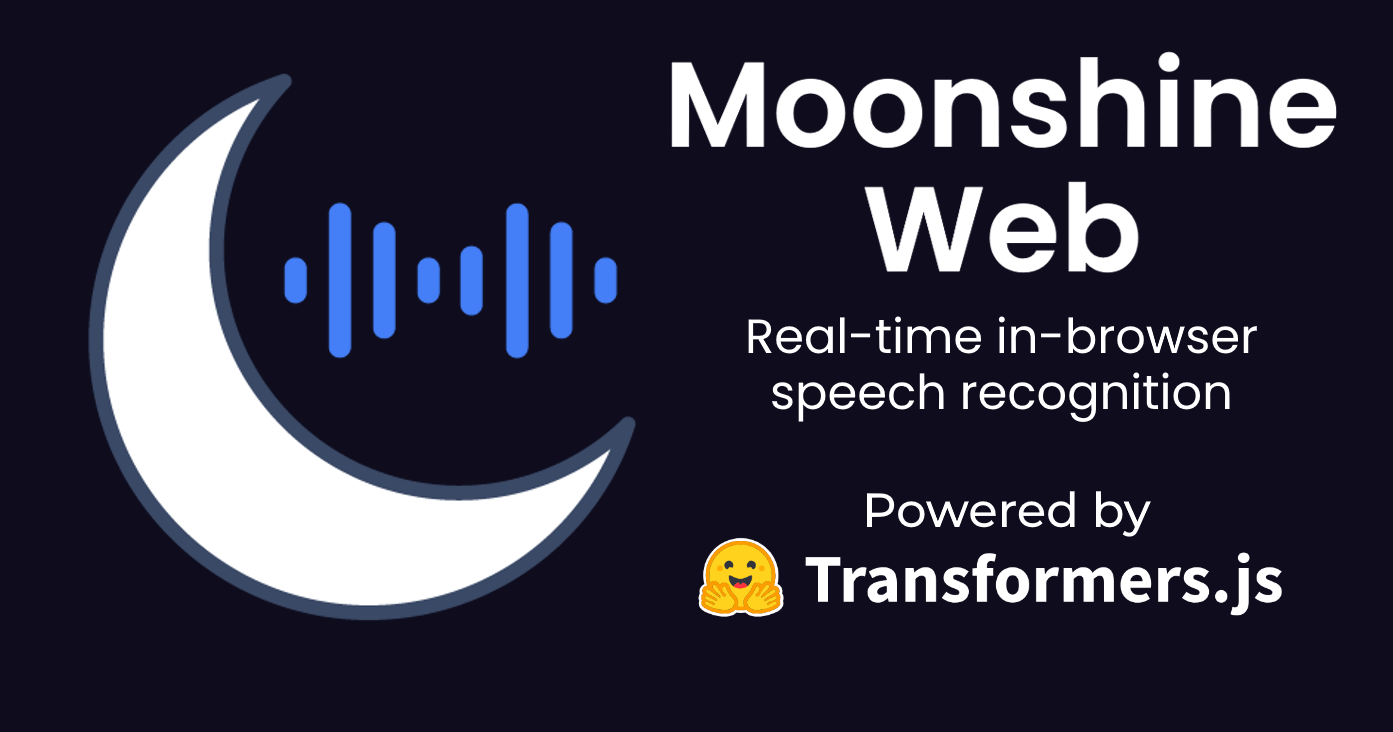 Moonshine
Web
Real-time in-browser
speech recognition
Powered by
Transformers.js